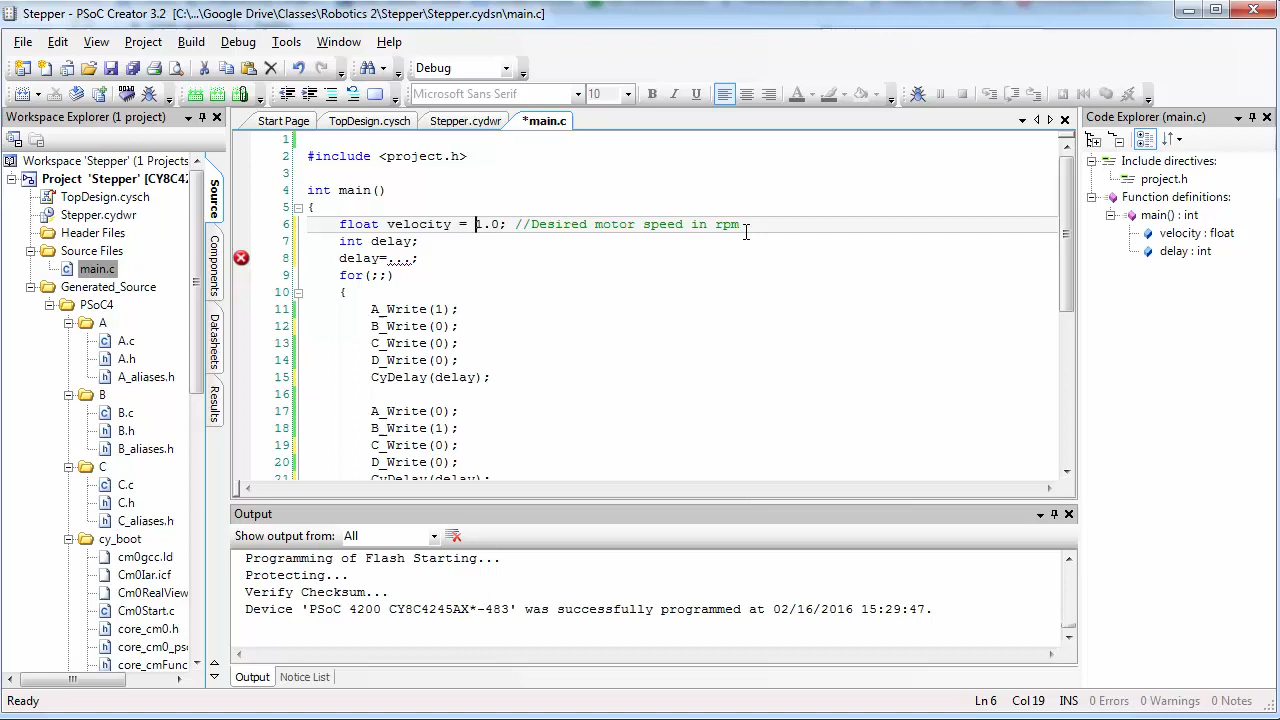 Stepper - PSoC Creator 3.2 [C:\...\Google Drive\Classes\Robotics 2\Stepper\Stepper.cydsn\main.c]
File Edit View Project Build Debug Tools Window Help
Debug
Microsoft Sans Serif 10 B I U
Workspace Explorer (1 project)
Workspace 'Stepper' (1 Projects
Project 'Stepper' [CY8C42
TopDesign.cysch
Stepper.cydwr
Header Files
Source Files
main.c
Generated_Source
PSoC4
A
A.c
A.h
A_aliases.h
B
B.c
B.h
B_aliases.h
C
C.c
C.h
C_aliases.h
cy_boot
cm0gcc.ld
Cm0Iar.icf
Cm0RealView
Cm0Start.c
core_cm0.h
core_cm0_ps
core_cmFunc
Source
Components
Datasheets
Results
Start Page TopDesign.cysch Stepper.cydwr *main.c
1
2 #include <project.h>
3
4 int main()
5 {
6 float velocity = 1.0; //Desired motor speed in rpm
7 int delay;
8 delay=...;
9 for(;;)
10 {
11 A_Write(1);
12 B_Write(0);
13 C_Write(0);
14 D_Write(0);
15 CyDelay(delay);
16
17 A_Write(0);
18 B_Write(1);
19 C_Write(0);
20 D_Write(0);
21 CyDelay(delay);
Output
Show output from: All
Programming of Flash Starting...
Protecting...
Verify Checksum...
Device 'PSoC 4200 CY8C4245AX*-483' was successfully programmed at 02/16/2016 15:29:47.
Output Notice List
Code Explorer (main.c)
Include directives:
project.h
Function definitions:
main() : int
velocity : float
delay : int
Ready Ln 6 Col 19 INS 0 Errors 0 Warnings 0 Notes